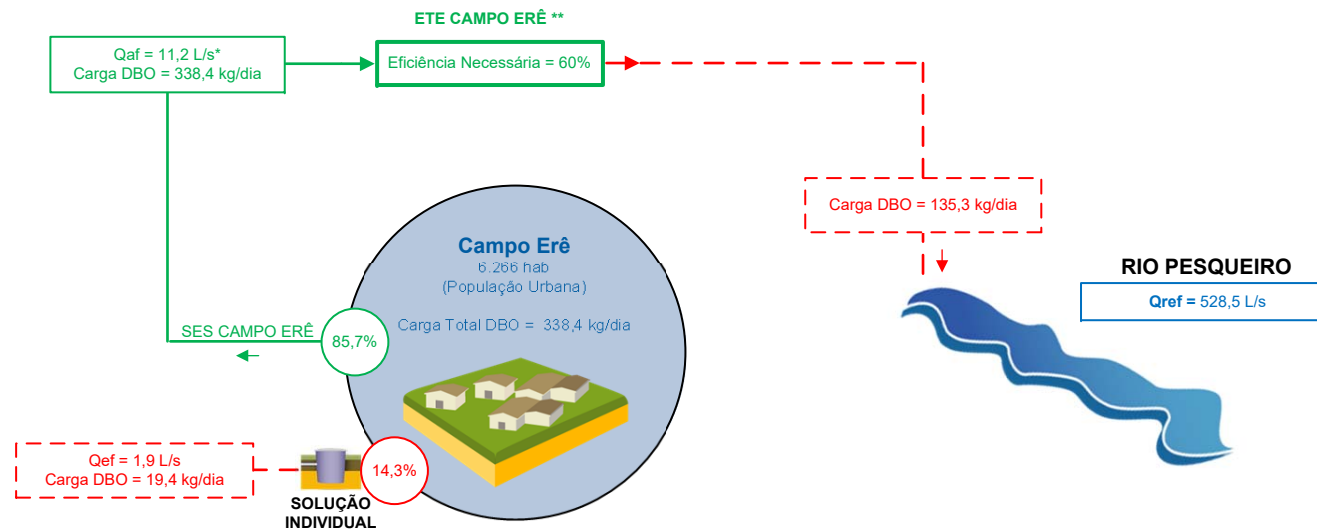 ETE CAMPO ERÊ **
Qaf = 11,2 L/s*
Carga DBO = 338,4 kg/dia
Eficiência Necessária = 60%
Carga DBO = 135,3 kg/dia
RIO PESQUEIRO
Qref = 528,5 L/s
Campo Erê
6.266 hab
(População Urbana)
Carga Total DBO = 338,4 kg/dia
SES CAMPO ERÊ
85,7%
14,3%
Qef = 1,9 L/s
Carga DBO = 19,4 kg/dia
SOLUÇÃO
INDIVIDUAL